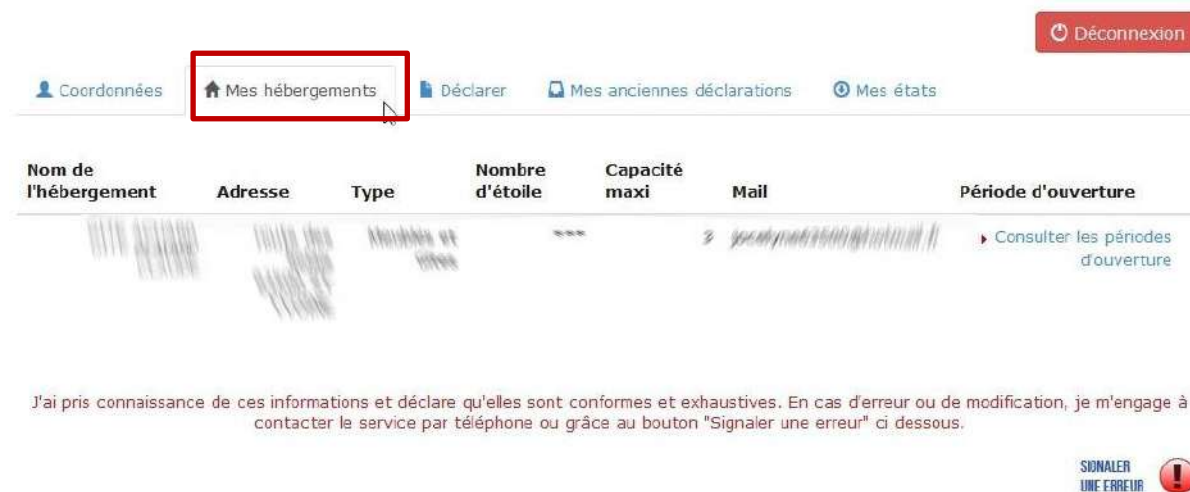 Déconnexion
Coordonnées Mes hébergements Déclarer Mes anciennes déclarations Mes états
Nom de l'hébergement Adresse Type Nombre d'étoile Capacité maxi Mail Période d'ouverture
Consulter les périodes
d'ouverture
J'ai pris connaissance de ces informations et déclare qu'elles sont conformes et exhaustives. En cas d'erreur ou de modification, je m'engage à
contacter le service par téléphone ou grâce au bouton "Signaler une erreur" ci dessous.
SIGNALER
UNE ERREUR